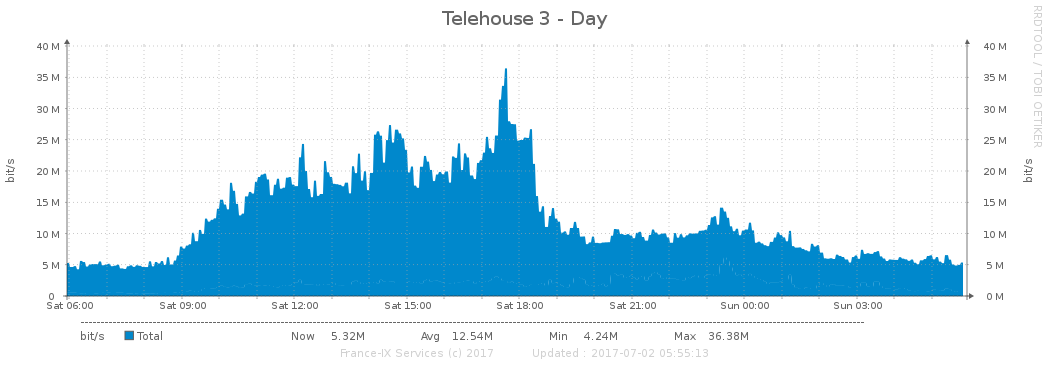 Telehouse 3 - Day
RRDTOOL / TOBI OETIKER
40 M 40 M
35 M 35 M
30 M 30 M
25 M 25 M
20 M 20 M
15 M 15 M
10 M 10 M
5 M 5 M
0 0 M
bit/s bit/s
Sat 06:00 Sat 09:00 Sat 12:00 Sat 15:00 Sat 18:00 Sat 21:00 Sun 00:00 Sun 03:00
bit/s Total Now 5.32M Avg 12.54M Min 4.24M Max 36.38M
France-IX Services (c) 2017 Updated : 2017-07-02 05:55:13